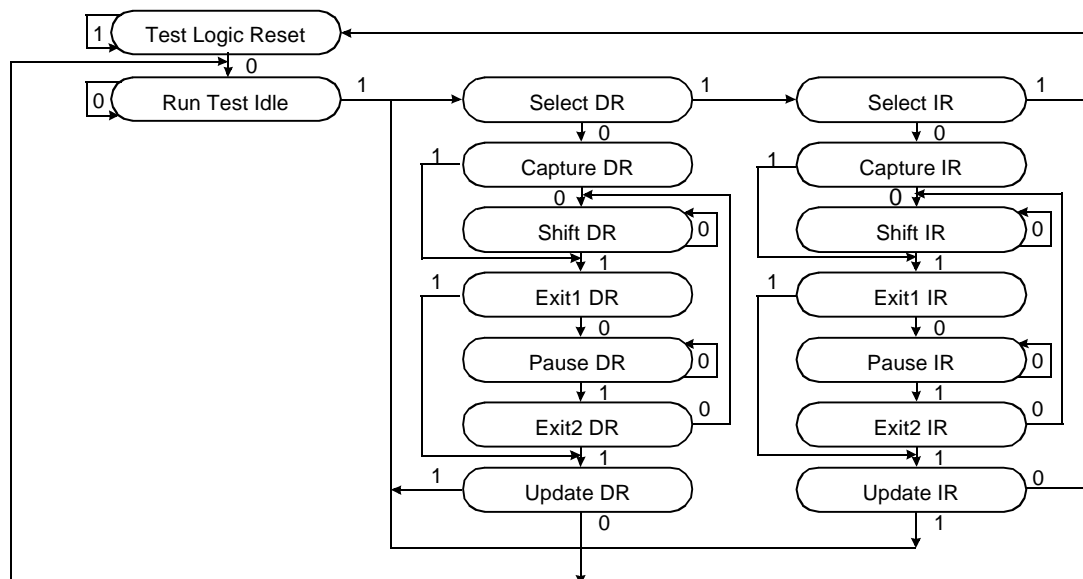 1 Test Logic Reset
0
0 Run Test Idle 1 Select DR 1 Select IR 1
0 0
1 Capture DR 1 Capture IR
0 0
Shift DR 0 Shift IR 0
1 1
1 Exit1 DR 1 Exit1 IR
0 0
Pause DR 0 Pause IR 0
1 1
Exit2 DR 0 Exit2 IR 0
1 1
1 Update DR Update IR 0
0 1